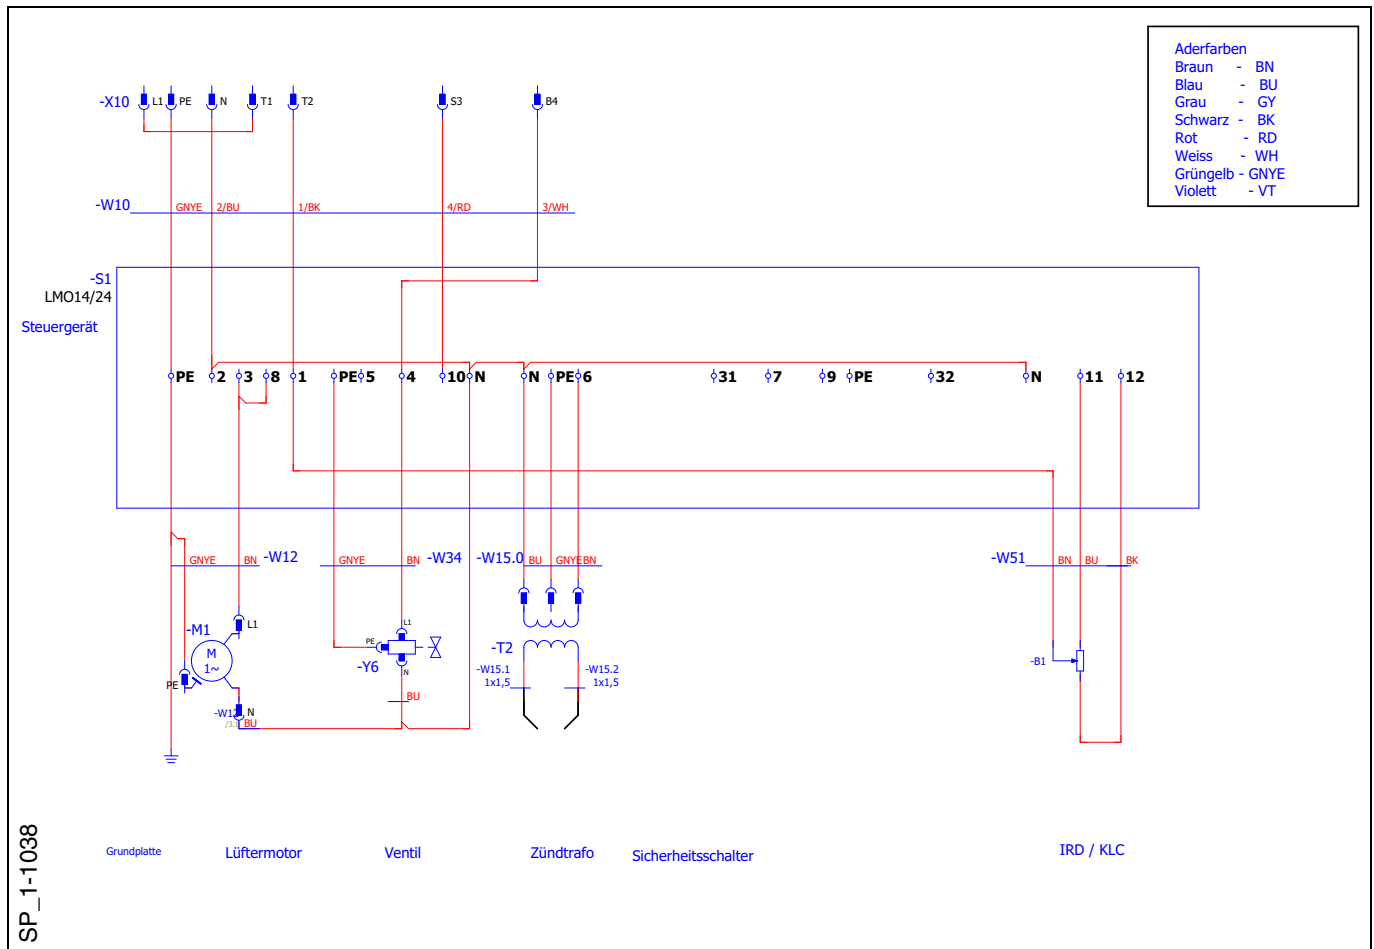 Aderfarben
Braun - BN
Blau - BU
Grau - GY
Schwarz - BK
Rot - RD
Weiss - WH
Grüngelb - GNYE
Violett - VT
-X10 L1 PE N T1 T2 S3 B4
-W10 GNYE 2/BU 1/BK 4/RD 3/WH
-S1
LMO14/24
Steuergerät
PE 2 3 8 1 PE 5 4 10 N N PE 6 31 7 9 PE 32 N 11 12
GNYE BN -W12 GNYE BN -W34 -W15.0 BU GNYE BN -W51 BN BU BK
-M1 L1 L1
M
1~
PE
-Y6
N
PE
-T2
-W15.1
1x1,5
-W15.2
1x1,5
-B1
-W12 N
BU
BU
Grundplatte Lüftermotor Ventil Zündtrafo Sicherheitsschalter IRD / KLC
SP_1-1038